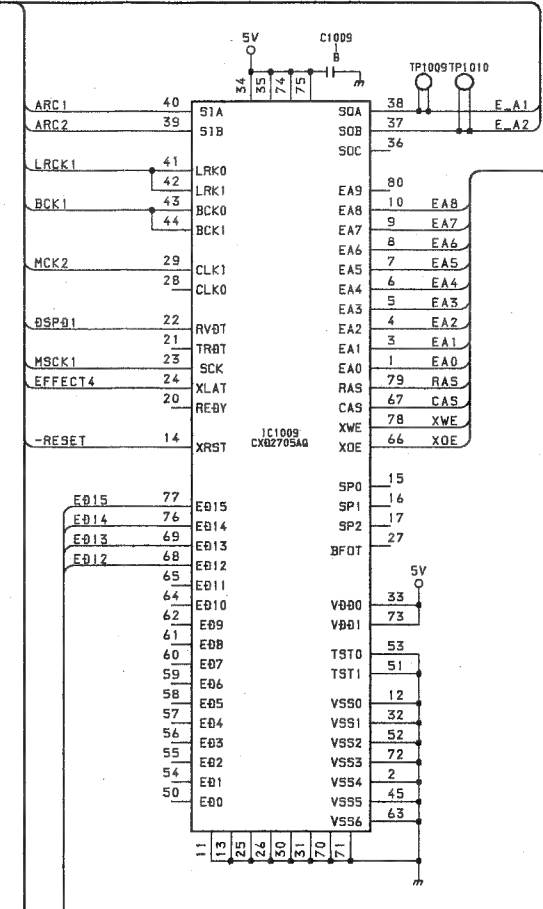 5V
C1009
B
34
35
74
75
TP1009 TP1010
ARC1 40 SIA SOA 38 E_A1
ARC2 39 SIB SOB 37 E_A2
SOC 36
LRCK1 41 LRK0
42 LRK1 EA9 80
BCK1 43 BCK0 EA8 10 EA8
44 BCK1 EA7 9 EA7
EA6 8 EA6
MCK2 29 CLK1 EA5 7 EA5
28 CLK0 EA4 6 EA4
EA3 5 EA3
DSPD1 22 RVDT EA2 4 EA2
21 TRDT EA1 3 EA1
MSCK1 23 SCK EA0 1 EA0
EFFECT4 24 XLAT RAS 79 RAS
20 REDY CAS 67 CAS
XWE 78 XWE
-RESET 14 XRST XOE 66 XOE
IC1009
CXD2705AQ
SP0 15
ED15 77 ED15 SP1 16
ED14 76 ED14 SP2 17
ED13 69 ED13 BFOT 27
ED12 68 ED12
65 ED11 5V
64 ED10 VDD0 33
62 ED9 VDD1 73
61 ED8 TST0 53
60 ED7 TST1 51
59 ED6
58 ED5 VSS0 12
57 ED4 VSS1 32
56 ED3 VSS2 52
55 ED2 VSS3 72
54 ED1 VSS4 2
50 ED0 VSS5 45
VSS6 63
11
13
25
26
30
31
70
71